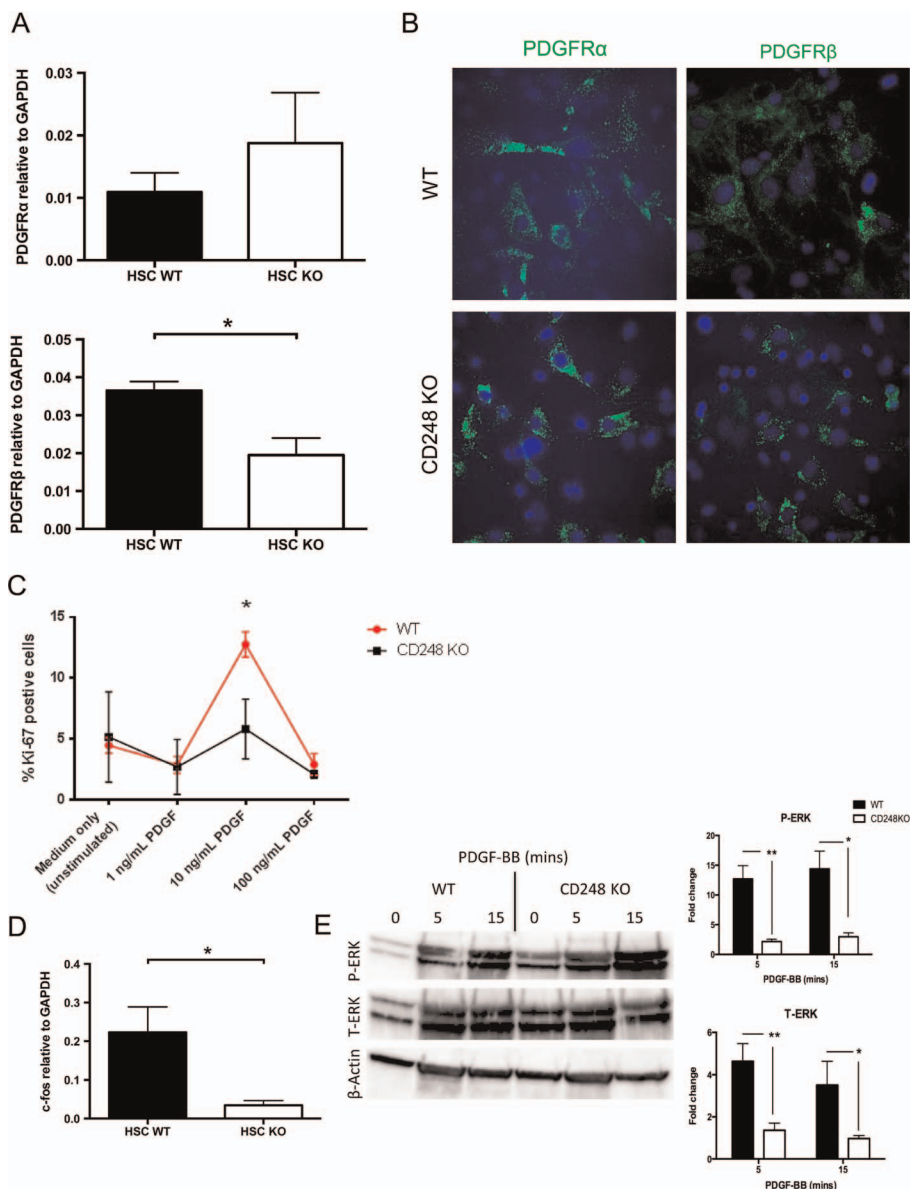 A
PDGFRα relative to GAPDH
0.03
0.02
0.01
0.00
HSC WT
HSC KO
PDGFRβ relative to GAPDH
0.05
0.04
0.03
0.02
0.01
0.00
*
HSC WT
HSC KO
B
PDGFRα
PDGFRβ
WT
CD248 KO
C
%Ki-67 postive cells
15
10
5
0
*
WT
CD248 KO
Medium only
(unstimulated)
1 ng/mL PDGF
10 ng/mL PDGF
100 ng/mL PDGF
D
c-fos relative to GAPDH
0.4
0.3
0.2
0.1
0.0
*
HSC WT
HSC KO
E
PDGF-BB (mins)
WT
CD248 KO
0 5 15 0 5 15
P-ERK
T-ERK
β-Actin
WT
CD248KO
P-ERK
Fold change
20
15
10
5
0
**
*
5
15
PDGF-BB (mins)
T-ERK
Fold change
6
4
2
0
**
*
5
15
PDGF-BB (mins)